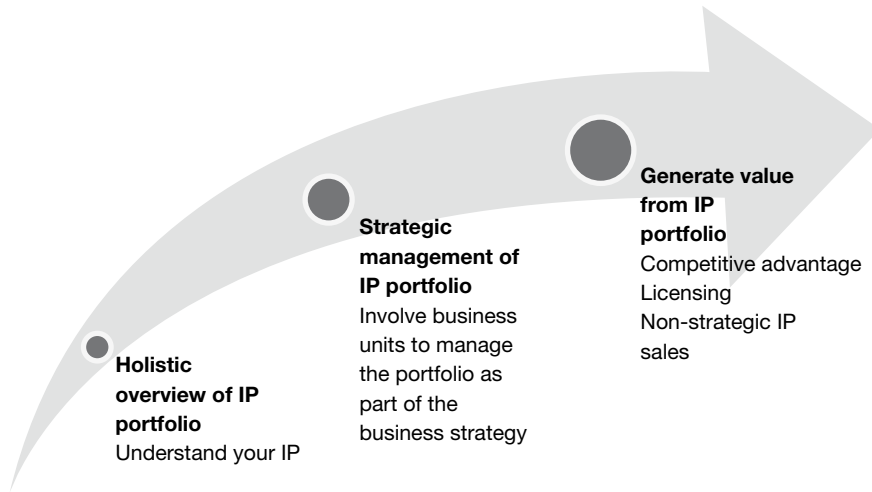 Holistic
overview of IP
portfolio
Understand your IP
Strategic
management of
IP portfolio
Involve business
units to manage
the portfolio as
part of the
business strategy
Generate value
from IP
portfolio
Competitive advantage
Licensing
Non-strategic IP
sales